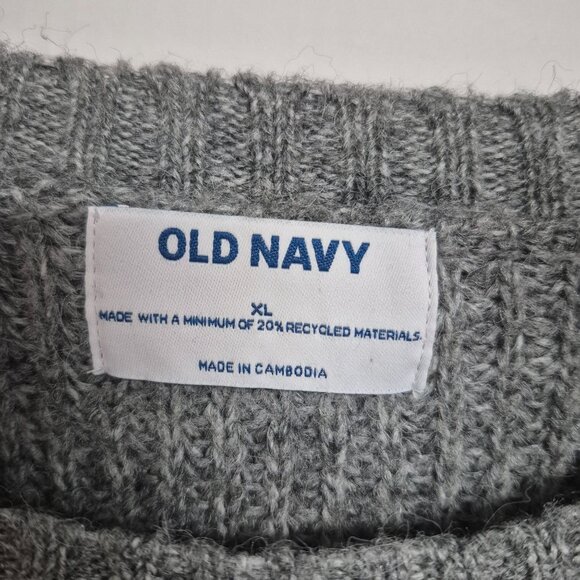 OLD NAVY
XL
MADE WITH A MINIMUM OF 20% RECYCLED MATERIALS.
MADE IN CAMBODIA